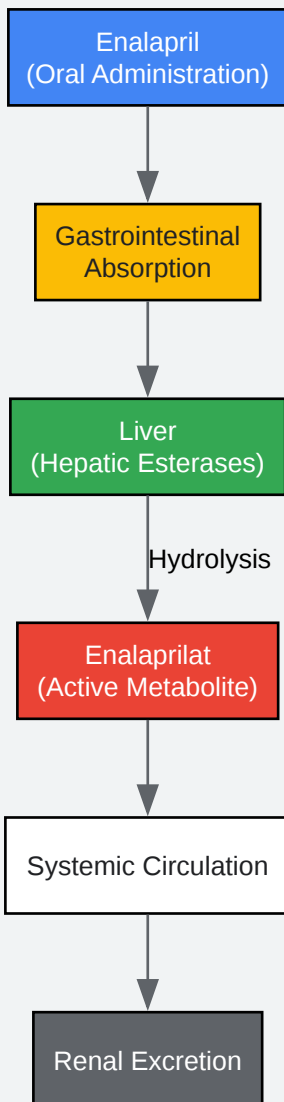 Enalapril
(Oral Administration)
Gastrointestinal
Absorption
Liver
(Hepatic Esterases)
Hydrolysis
Enalaprilat
(Active Metabolite)
Systemic Circulation
Renal Excretion